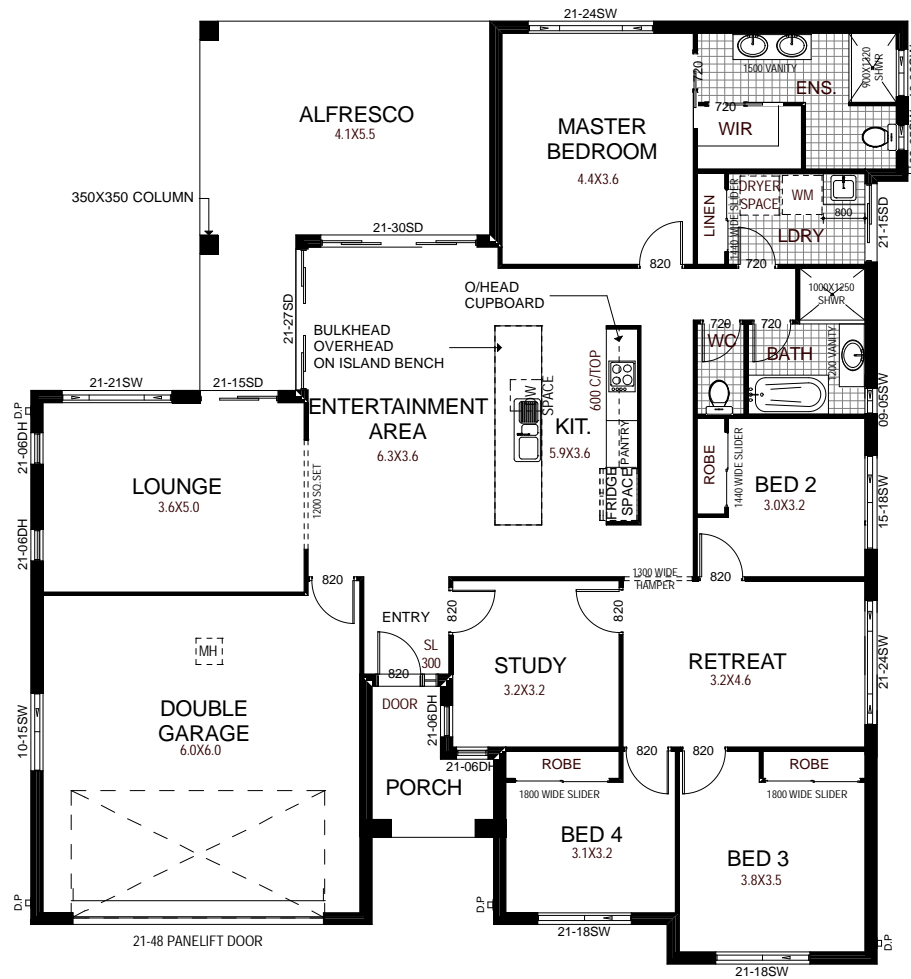 21-24SW
1500 VANITY
900X1220
SHWR
720
ENS.
ALFRESCO
4.1X5.5
MASTER
BEDROOM
4.4X3.6
720
WIR
350X350 COLUMN
LINEN
1440 WIDE SLIDER
DRYER
SPACE
WM
800
LDRY
21-15SD
21-30SD
820
720
O/HEAD
CUPBOARD
1000X1250
SHWR
21-27SD
BULKHEAD
OVERHEAD
ON ISLAND BENCH
720
WC
720
BATH
1200 VANITY
600 C/TOP
SPACE
09-05SW
21-21SW
21-15SD
D.P
ENTERTAINMENT
AREA
6.3X3.6
KIT.
5.9X3.6
PANTRY
FRIDGE
SPACE
21-06DH
LOUNGE
3.6X5.0
1200 SQ.SET
ROBE
1440 WIDE SLIDER
BED 2
3.0X3.2
15-18SW
21-06DH
820
1300 WIDE
HAMPER
820
ENTRY
820
820
SL
300
820
STUDY
3.2X3.2
RETREAT
3.2X4.6
21-24SW
MH
DOOR
21-06DH
10-15SW
DOUBLE
GARAGE
6.0X6.0
21-06DH
820
820
PORCH
ROBE
1800 WIDE SLIDER
ROBE
1800 WIDE SLIDER
BED 4
3.1X3.2
BED 3
3.8X3.5
D.P
D.P
21-48 PANELIFT DOOR
21-18SW
D.P
21-18SW